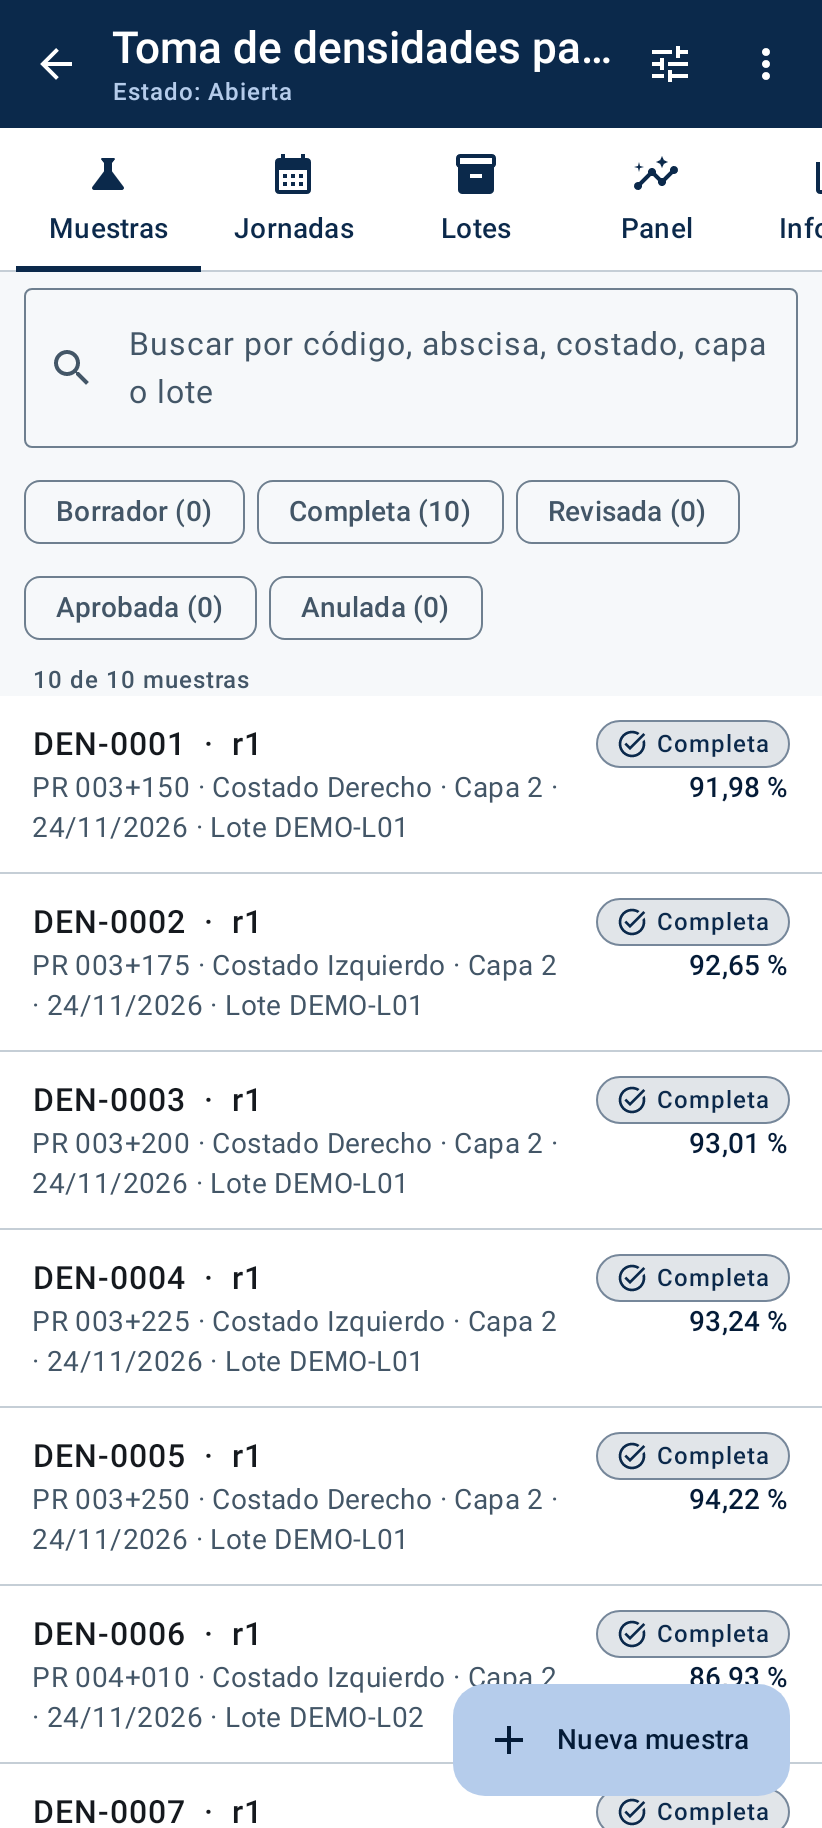 Toma de densidades pa...
Estado: Abierta
Muestras
Jornadas
Lotes
Panel
Buscar por código, abscisa, costado, capa
o lote
Borrador (0)
Completa (10)
Revisada (0)
Aprobada (0)
Anulada (0)
10 de 10 muestras
DEN-0001 · r1
Completa
PR 003+150 · Costado Derecho · Capa 2 ·
91,98 %
24/11/2026 · Lote DEMO-L01
DEN-0002 · r1
Completa
PR 003+175 · Costado Izquierdo · Capa 2
92,65 %
· 24/11/2026 · Lote DEMO-L01
DEN-0003 · r1
Completa
PR 003+200 · Costado Derecho · Capa 2 ·
93,01 %
24/11/2026 · Lote DEMO-L01
DEN-0004 · r1
Completa
PR 003+225 · Costado Izquierdo · Capa 2
93,24 %
· 24/11/2026 · Lote DEMO-L01
DEN-0005 · r1
Completa
PR 003+250 · Costado Derecho · Capa 2 ·
94,22 %
24/11/2026 · Lote DEMO-L01
DEN-0006 · r1
Completa
PR 004+010 · Costado Izquierdo · Capa 2
86,93 %
· 24/11/2026 · Lote DEMO-L02
Nueva muestra
DEN-0007 · r1
Completa